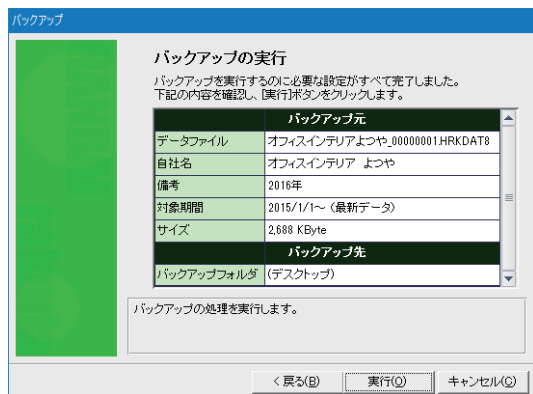 バックアップ
バックアップの実行
バックアップを実行するのに必要な設定がすべて完了しました。
下記の内容を確認し、[実行]ボタンをクリックします。
バックアップ元
データファイル オフィスインテリアよつや_00000001.HRKDAT8
自社名 オフィスインテリア よつや
備考 2016年
対象期間 2015/1/1～（最新データ）
サイズ 2,688 KByte
バックアップ先
バックアップフォルダ (デスクトップ)
バックアップの処理を実行します。
< 戻る(B) 実行(O) キャンセル(C)